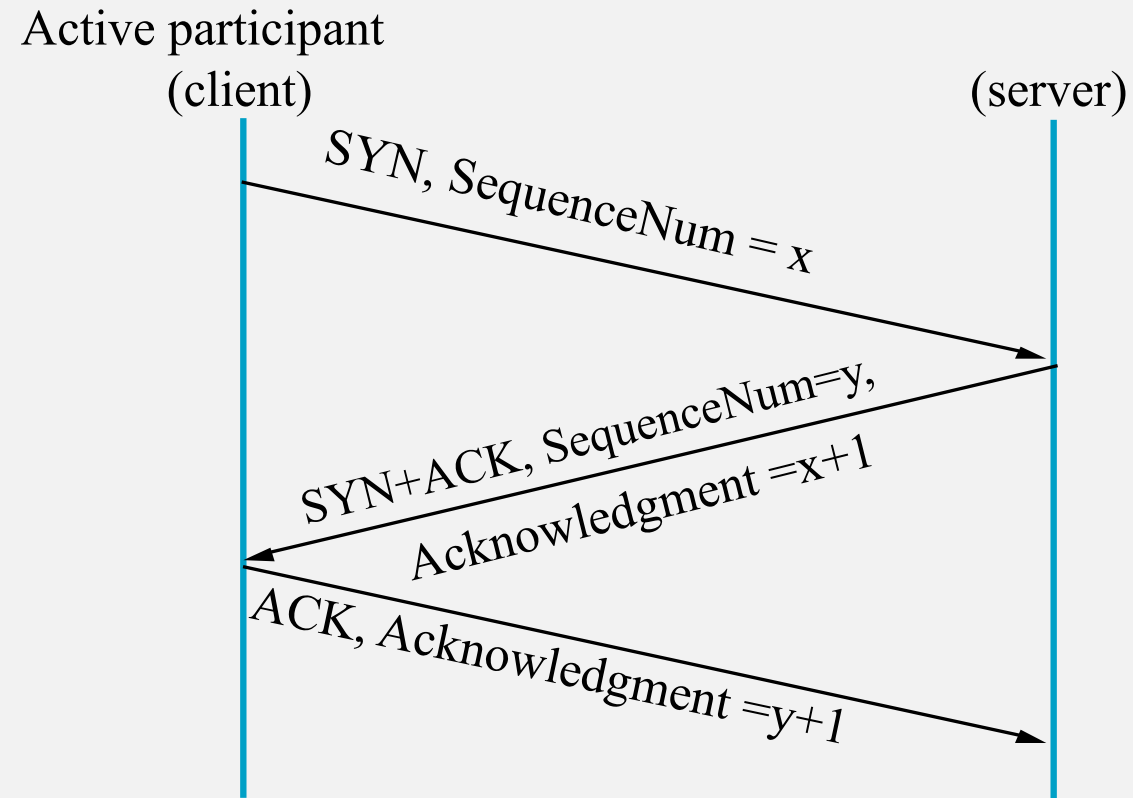 Active participant
(client)
(server)
SYN, SequenceNum = x
SYN+ACK, SequenceNum=y,
Acknowledgment =x+1
ACK, Acknowledgment =y+1